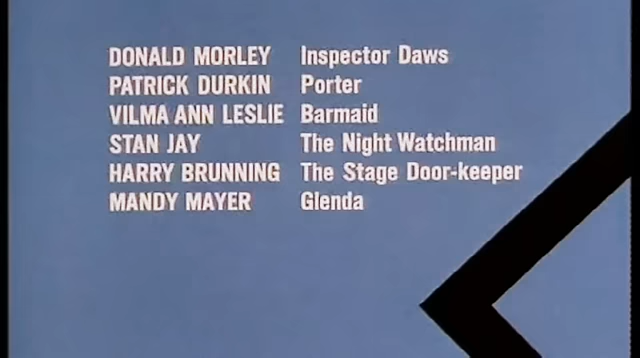 DONALD MORLEY Inspector Daws
PATRICK DURKIN Porter
VILMA ANN LESLIE Barmaid
STAN JAY The Night Watchman
HARRY BRUNNING The Stage Door-keeper
MANDY MAYER Glenda